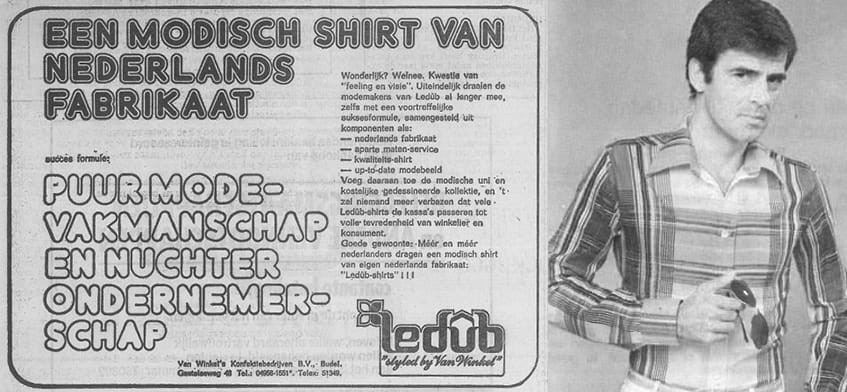 EEN MODISCH SHIRT VAN
NEDERLANDS
FABRIKAAT
succès formule:
PUUR MODE-
VAKMANSCHAP
EN NUCHTER
ONDERNEMER-
SCHAP
Wonderlijk? Welnee. Kwestie van
"feeling en visie". Uiteindelijk draaien de
modemakers van Ledûb al langer mee,
zelfs met een voortreffelijke
suksesformule, samengesteld uit
komponenten als:
— nederlands fabrikaat
— aparte maten-service
— kwaliteits-shirt
— up-to-date modebeeld
Voeg daaraan toe de modische uni en
kostelijke gedessineerde kollektie, en 't
zal niemand meer verbazen dat vele
Ledûb-shirts de kassa's passeren tot
volle tevredenheid van winkelier en
konsument.
Goede gewoonte: Méér en méér
nederlanders dragen een modisch shirt
van eigen nederlands fabrikaat:
"Ledûb-shirts"!!!
ledûb
"styled by Van Winkel"
Van Winkel's Konfektiebedrijven B.V., Budel.
Gasteleweg 48 Tel.: 04958-1551*. Telex: 51349.